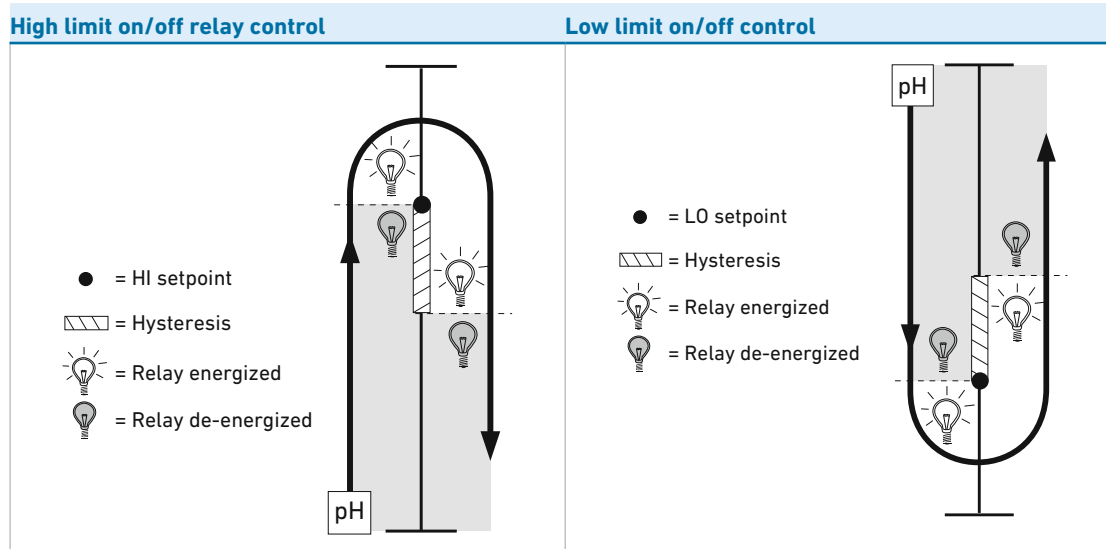 High limit on/off relay control
= HI setpoint
= Hysteresis
= Relay energized
= Relay de-energized
pH
Low limit on/off control
pH
= LO setpoint
= Hysteresis
= Relay energized
= Relay de-energized